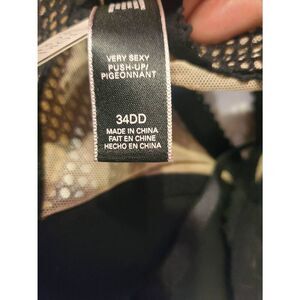 VERY SEXY
PUSH-UP/
PIGEONNANT
34DD
MADE IN CHINA
FAIT EN CHINE
HECHO EN CHINA